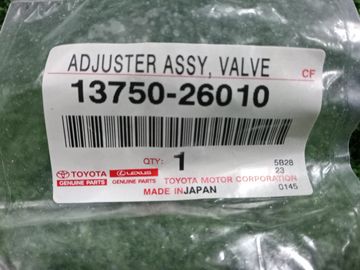 ADJUSTER ASSY, VALVE
CF
13750-26010
QTY: 1
5B28
23
TOYOTA LEXUS
GENUINE PARTS GENUINE PARTS TOYOTA MOTOR CORPORATION
MADE IN JAPAN 0145